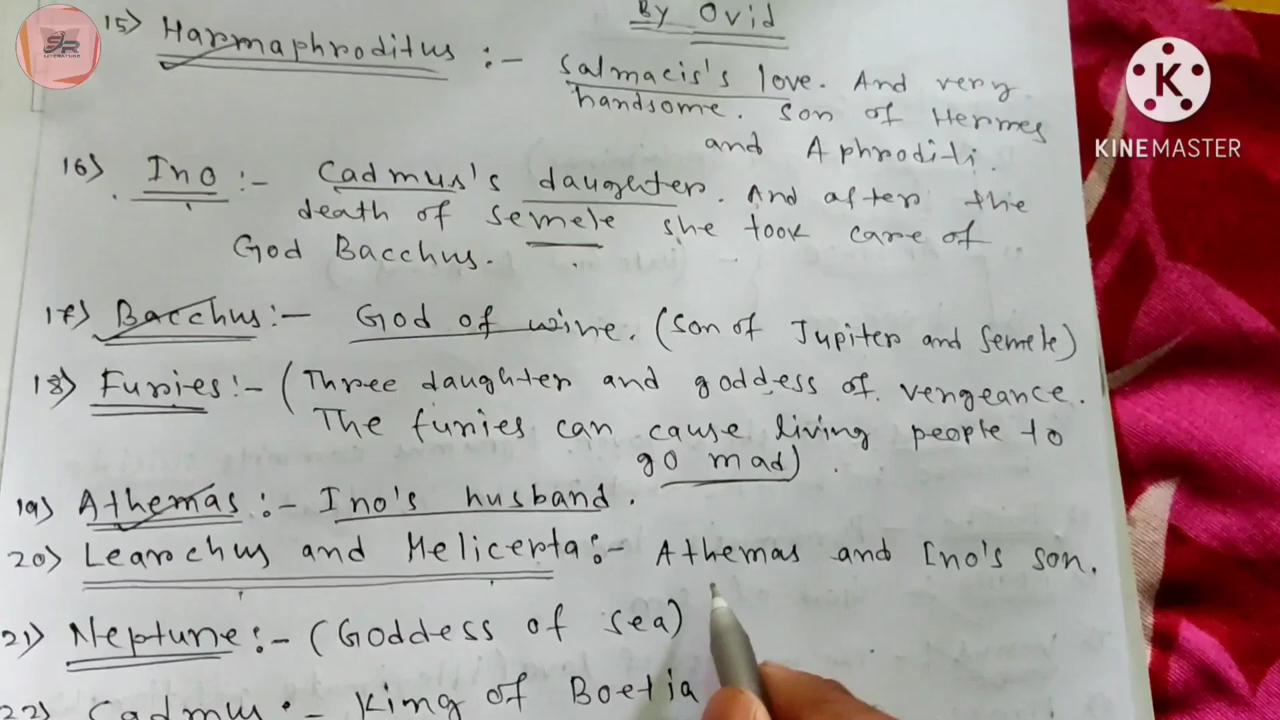 By Ovid
SR
LITERATURE
15) Harmaphroditus :- Salmacis's love. And very
handsome. Son of Hermes
and Aphroditi.
K
KINEMASTER
16) Ino :- Cadmus's daughter. And after the
death of Semele she took care of
God Bacchus.
17) Bacchus :- God of wine. (Son of Jupiter and Semele)
18) Furies :- (Three daughter and goddess of vengeance.
The furies can cause living people to
go mad).
19) Athemas :- Ino's husband.
20) Learchus and Melicerta :- Athemas and Ino's son.
21) Neptune :- (Goddess of sea)
22) Cadmus :- King of Boetia